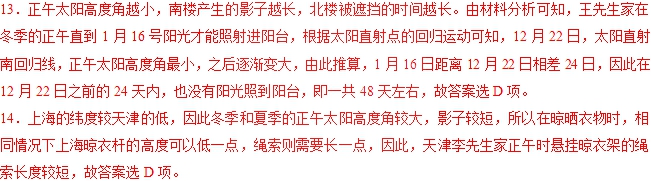 13．正午太阳高度角越小，南楼产生的影子越长，北楼被遮挡的时间越长。由材料分析可知，王先生家在
冬季的正午直到 1 月 16 号阳光才能照射进阳台，根据太阳直射点的回归运动可知，12 月 22 日，太阳直射
南回归线，正午太阳高度角最小，之后逐渐变大，由此推算，1 月 16 日距离 12 月 22 日相差 24 日，因此在
12 月 22 日之前的 24 天内，也没有阳光照到阳台，即一共 48 天左右，故答案选 D 项。
14．上海的纬度较天津的低，因此冬季和夏季的正午太阳高度角较大，影子较短，所以在晾晒衣物时，相
同情况下上海晾衣杆的高度可以低一点，绳索则需要长一点，因此，天津李先生家正午时悬挂晾衣架的绳
索长度较短，故答案选 D 项。